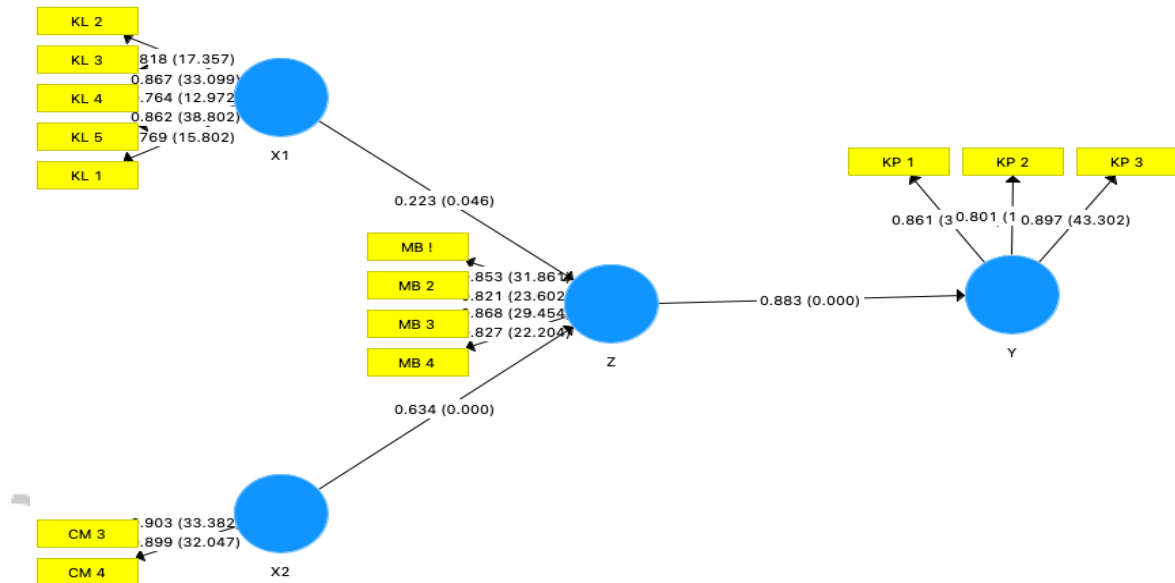 KL 2
KL 3
KL 4
KL 5
KL 1
818 (17.357)
0.867 (33.099)
.764 (12.972
0.862 (38.802)
769 (15.802)
X1
0.223 (0.046)
KP 1
KP 2
KP 3
0.861 (3
0.801 (1
0.897 (43.302)
MB !
MB 2
MB 3
MB 4
.853 (31.861)
.821 (23.602
.868 (29.454)
.827 (22.204)
Z
0.883 (0.000)
Y
0.634 (0.000)
CM 3
CM 4
.903 (33.382
.899 (32.047)
X2